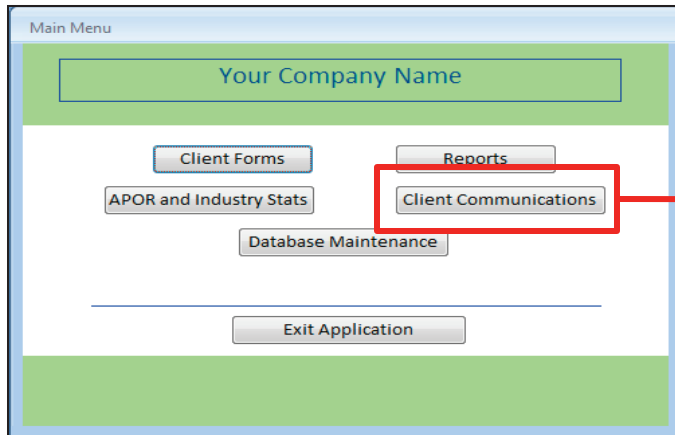 Main Menu
Your Company Name
Client Forms
Reports
APOR and Industry Stats
Client Communications
Database Maintenance
Exit Application